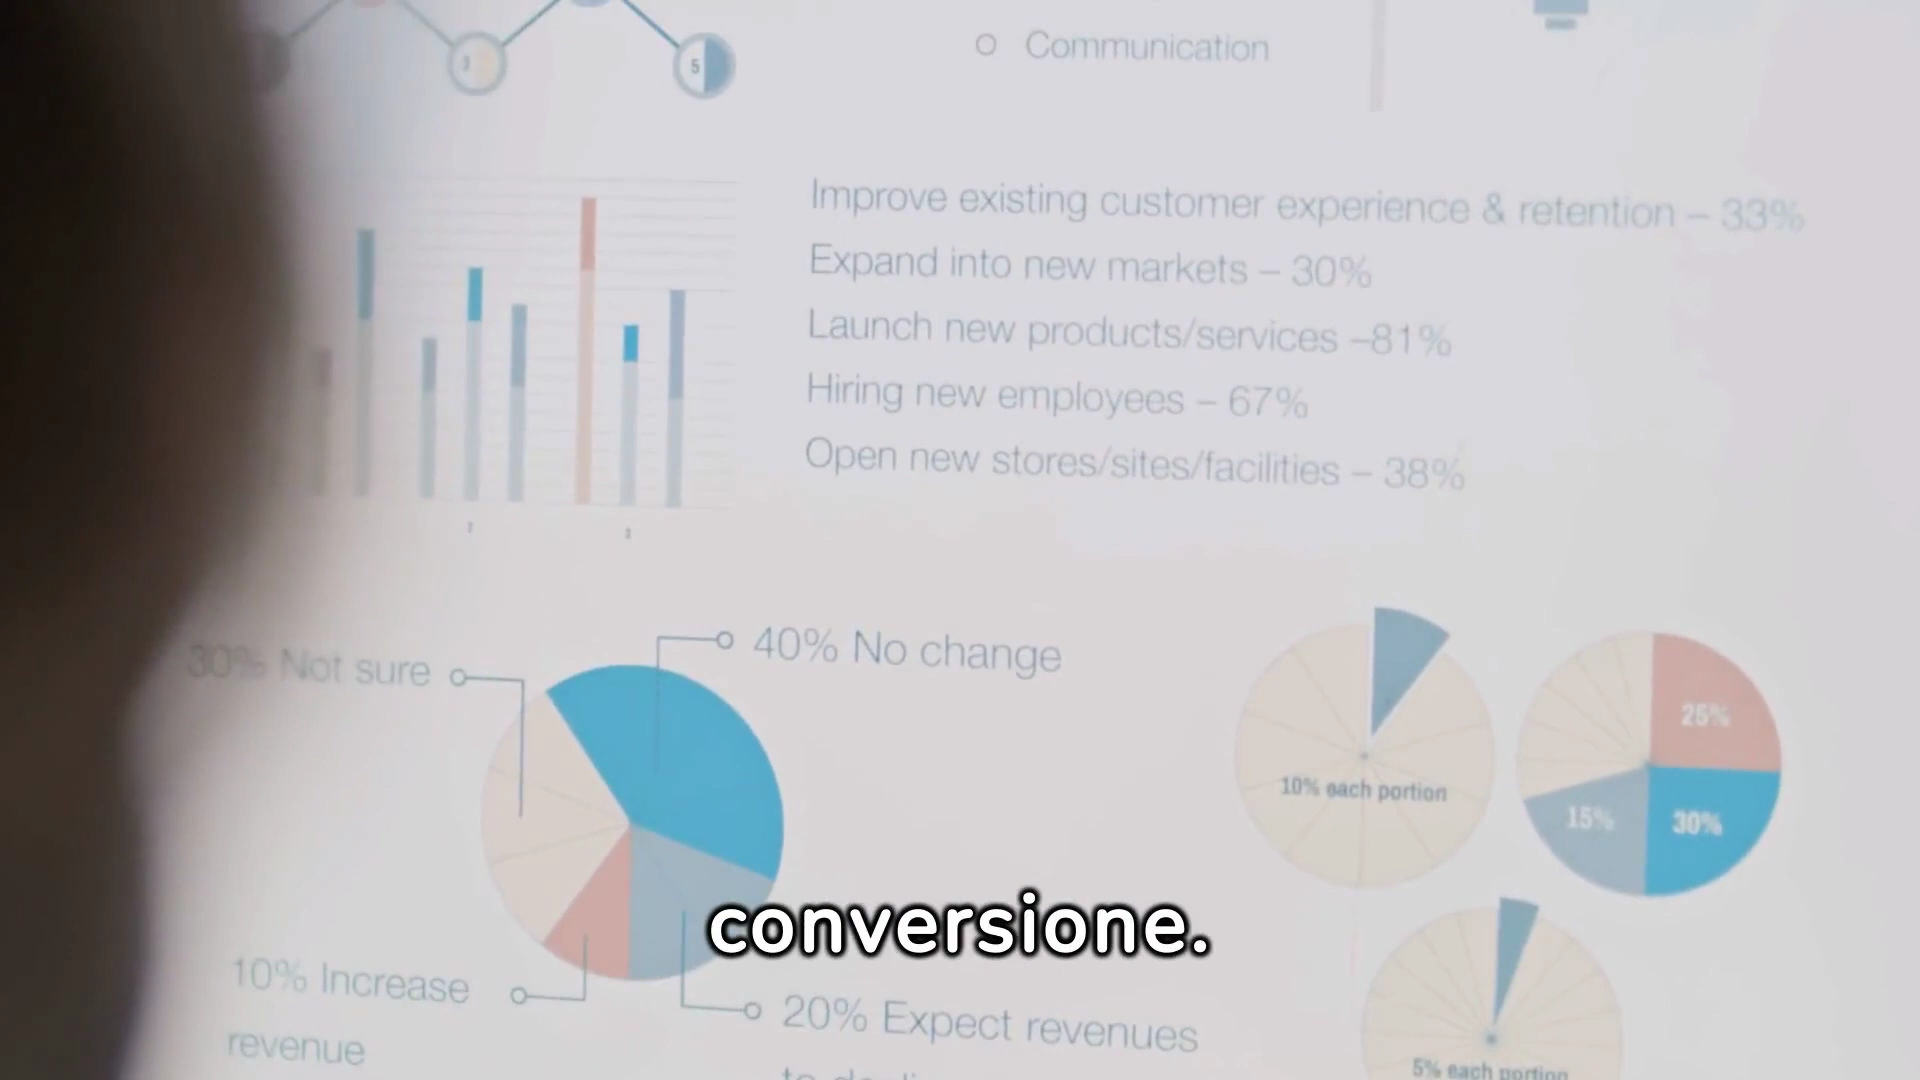 5
Communication
Improve existing customer experience & retention – 33%
Expand into new markets – 30%
Launch new products/services –81%
Hiring new employees – 67%
Open new stores/sites/facilities – 38%
30% Not sure
40% No change
10% each portion
25%
15%
30%
conversione.
10% Increase
revenue
20% Expect revenues
5% each portion